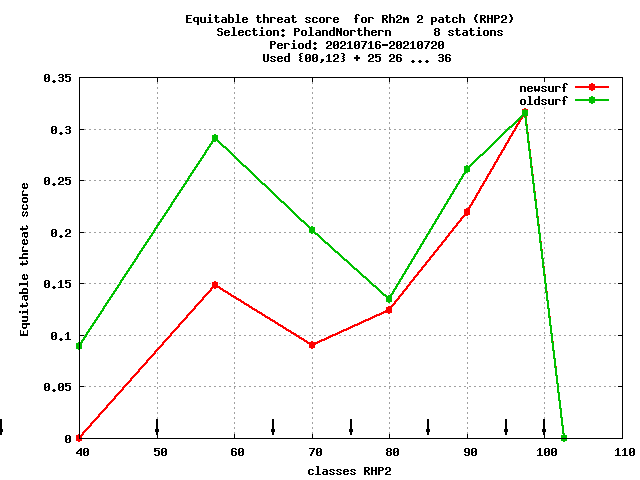 Equitable threat score  for Rh2m 2 patch (RHP2)
Selection: PolandNorthern      8 stations
Period: 20210716-20210720
Used {00,12} + 25 26 ... 36
0.35
0.3
0.25
0.2
0.15
0.1
0.05
0
Equitable threat score
newsurf
oldsurf
40 50 60 70 80 90 100 110
classes RHP2